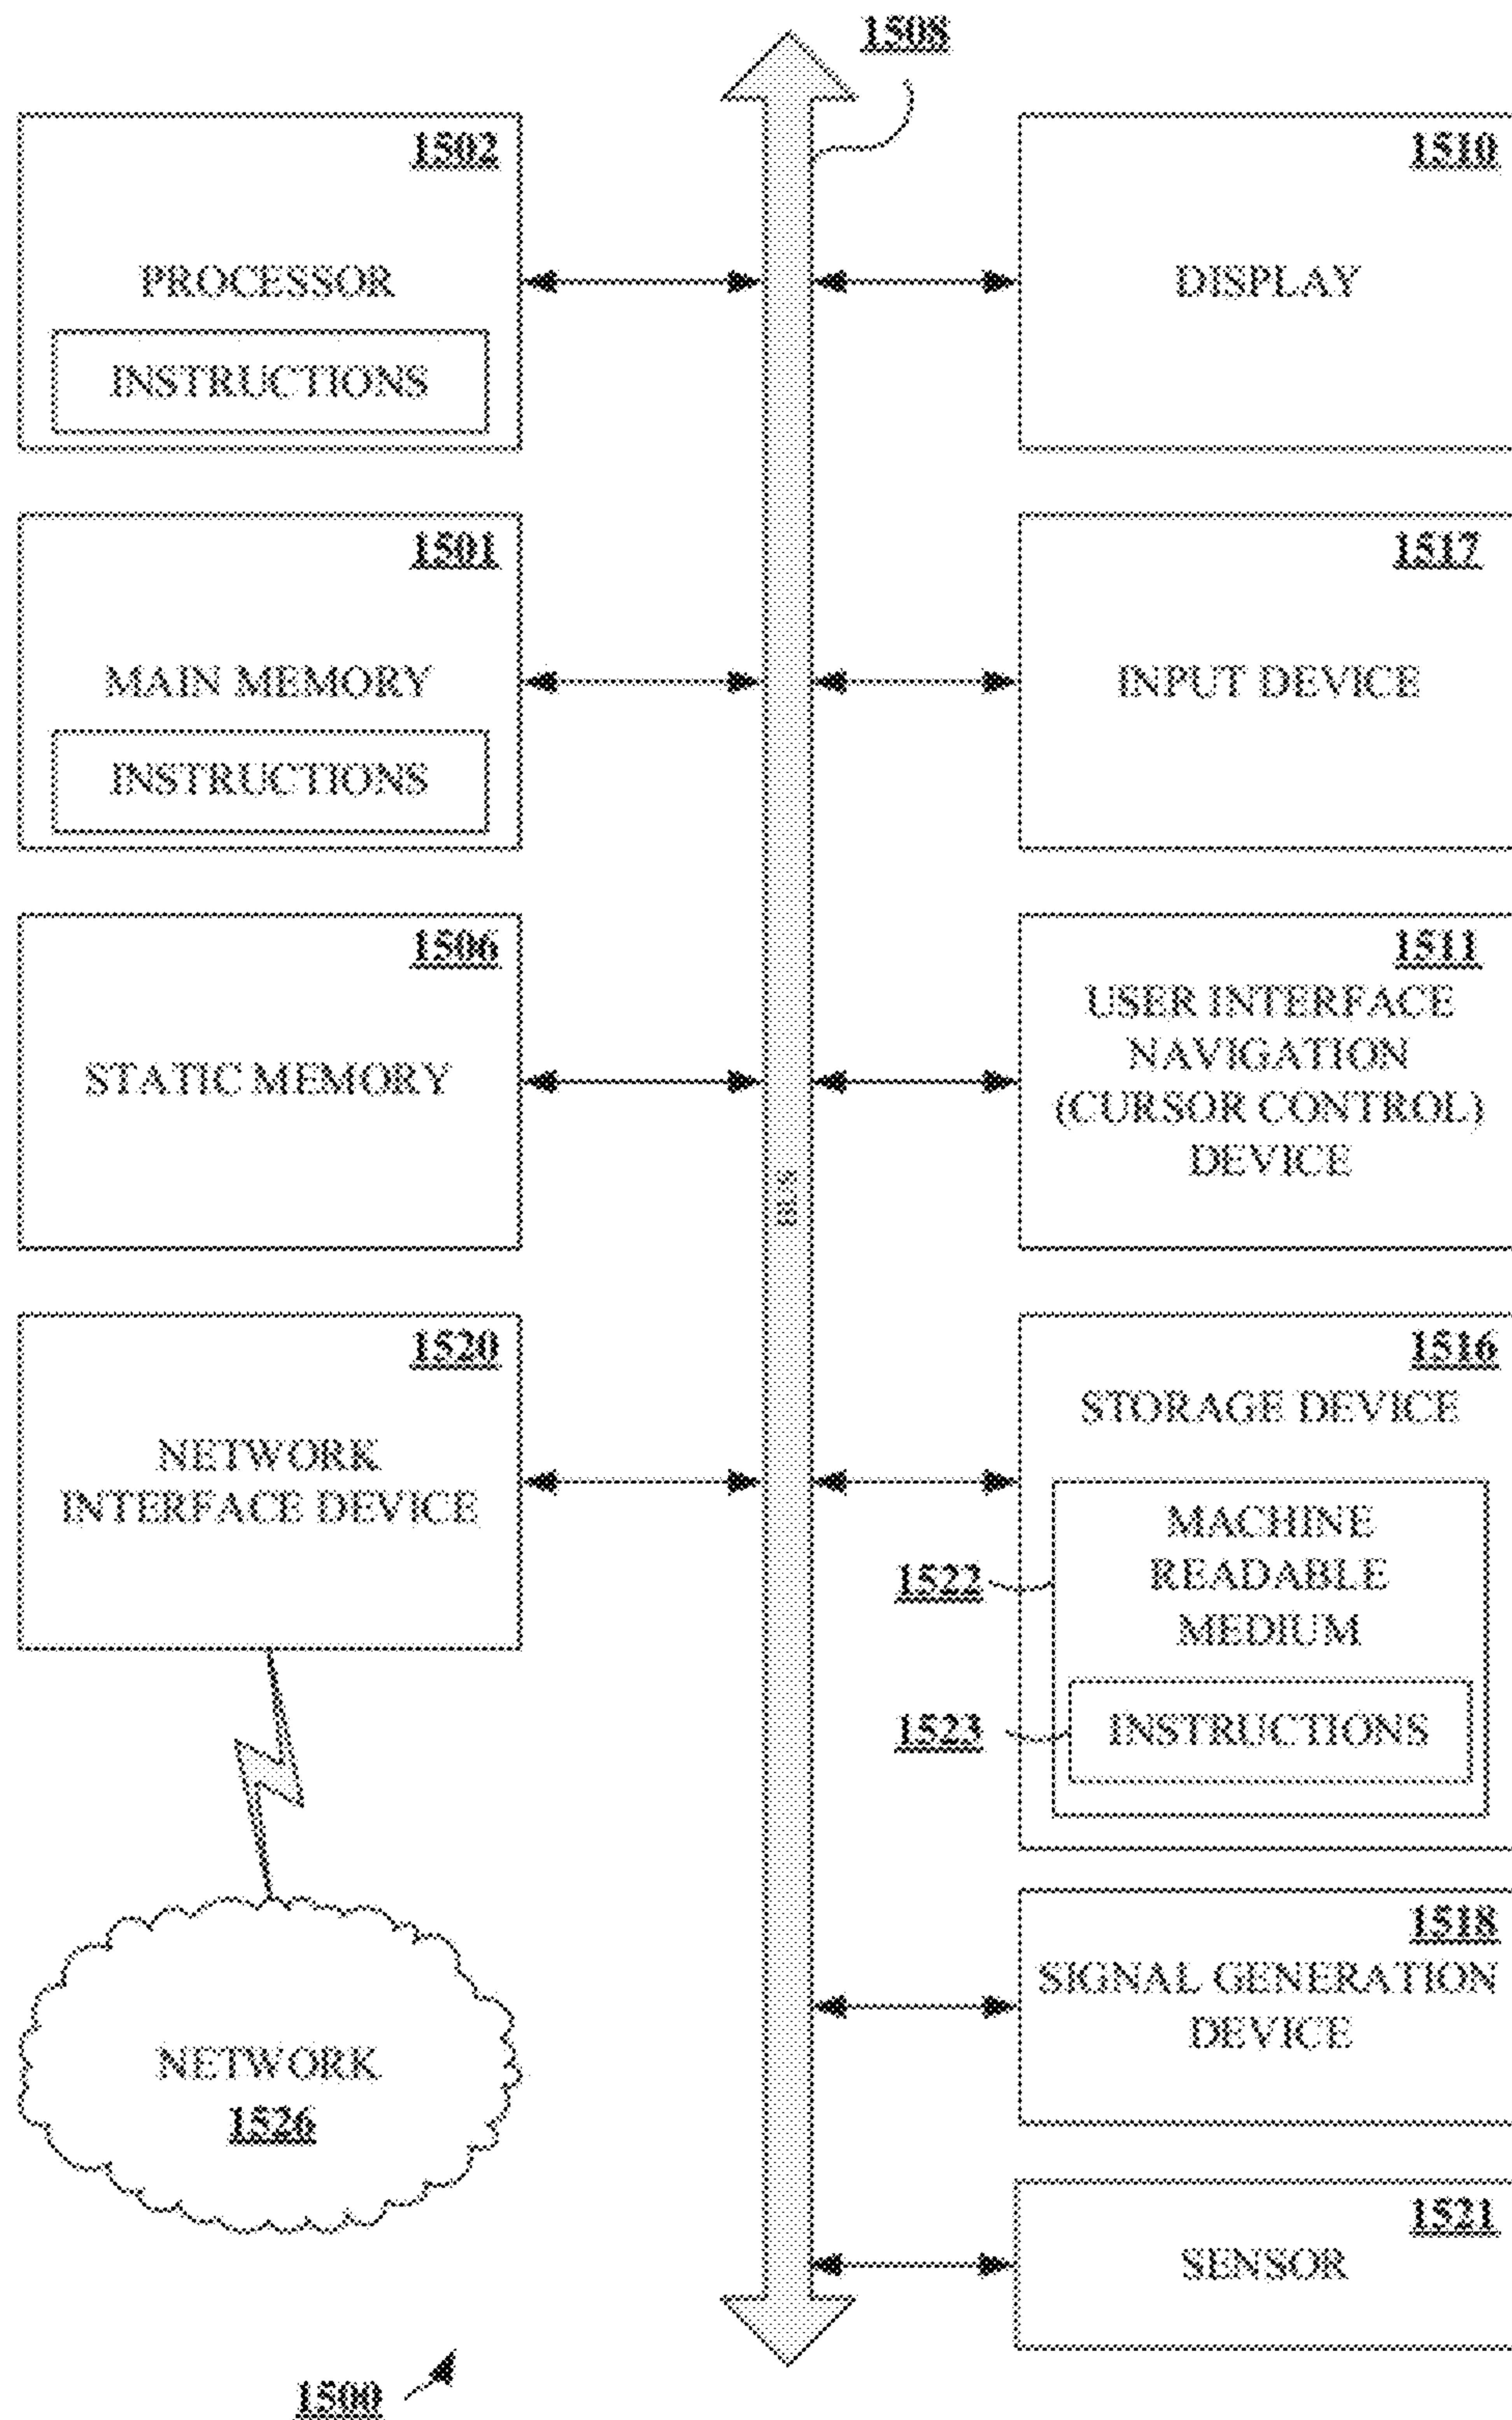 1508
1502
PROCESSOR
INSTRUCTIONS
1510
DISPLAY
1501
MAIN MEMORY
INSTRUCTIONS
1517
INPUT DEVICE
1506
STATIC MEMORY
1511
USER INTERFACE
NAVIGATION
(CURSOR CONTROL)
DEVICE
BUS
1520
NETWORK
INTERFACE DEVICE
1516
STORAGE DEVICE
MACHINE
READABLE
MEDIUM
1522
INSTRUCTIONS
1523
1518
SIGNAL GENERATION
DEVICE
NETWORK
1526
1521
SENSOR
1500